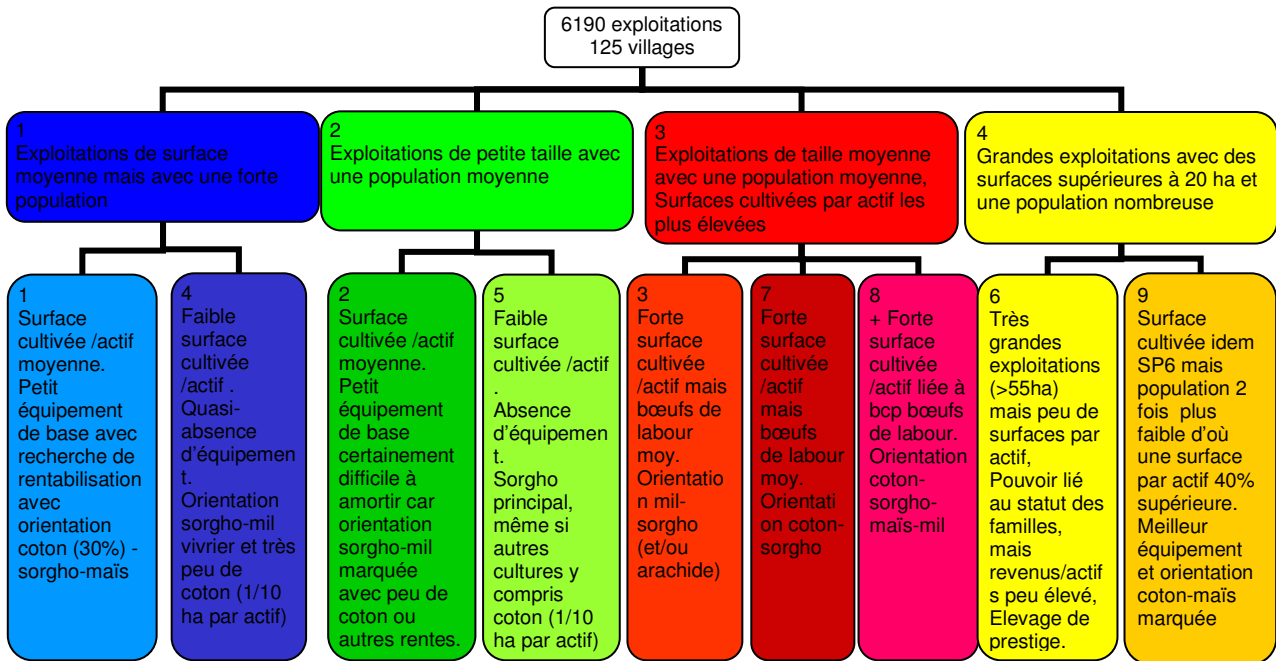 6190 exploitations
125 villages
1
Exploitations de surface
moyenne mais avec une forte
population
2
Exploitations de petite taille avec
une population moyenne
3
Exploitations de taille moyenne
avec une population moyenne,
Surfaces cultivées par actif les
plus élevées
4
Grandes exploitations avec des
surfaces supérieures à 20 ha et
une population nombreuse
1
Surface
cultivée /actif
moyenne.
Petit
équipement
de base avec
recherche de
rentabilisation
avec
orientation
coton (30%) -
sorgho-maïs
4
Faible
surface
cultivée
/actif .
Quasi-
absence
d'équipemen
t.
Orientation
sorgho-mil
vivrier et très
peu de
coton (1/10
ha par actif)
2
Surface
cultivée /actif
moyenne.
Petit
équipement
de base
certainement
difficile à
amortir car
orientation
sorgho-mil
marquée
avec peu de
coton ou
autres rentes.
5
Faible
surface
cultivée /actif
.
Absence
d'équipemen
t.
Sorgho
principal,
même si
autres
cultures y
compris
coton (1/10
ha par actif)
3
Forte
surface
cultivée
/actif mais
bœufs de
labour
moy.
Orientatio
n mil-
sorgho
(et/ou
arachide)
7
Forte
surface
cultivée
/actif
mais
bœufs
de labour
moy.
Orientati
on coton-
sorgho
8
+ Forte
surface
cultivée
/actif liée à
bcp bœufs
de labour.
Orientation
coton-
sorgho-
maïs-mil
6
Très
grandes
exploitations
(>55ha)
mais peu de
surfaces par
actif,
Pouvoir lié
au statut des
familles,
mais
revenus/actif
s peu élevé,
Elevage de
prestige.
9
Surface
cultivée idem
SP6 mais
population 2
fois plus
faible d'où
une surface
par actif 40%
supérieure.
Meilleur
équipement
et orientation
coton-maïs
marquée